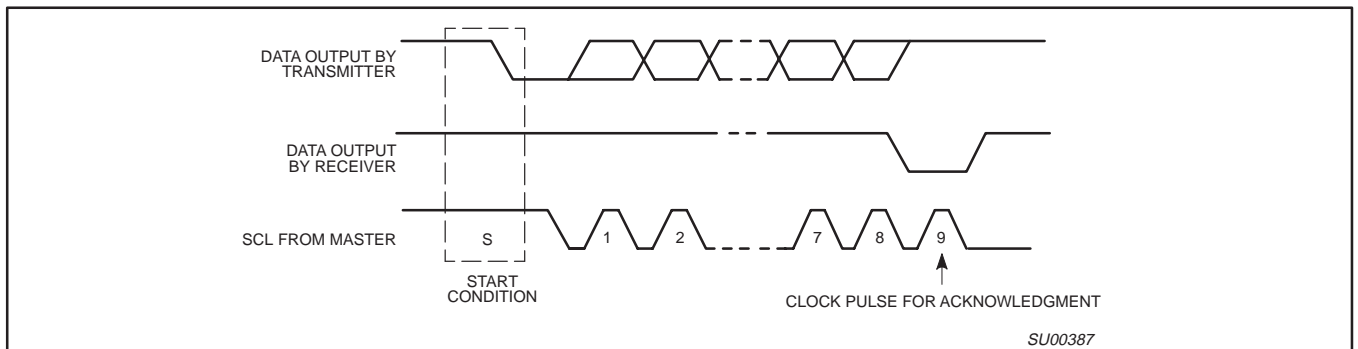 DATA OUTPUT BY
TRANSMITTER
DATA OUTPUT
BY RECEIVER
SCL FROM MASTER
S
1
2
7
8
9
START
CONDITION
CLOCK PULSE FOR ACKNOWLEDGMENT
SU00387